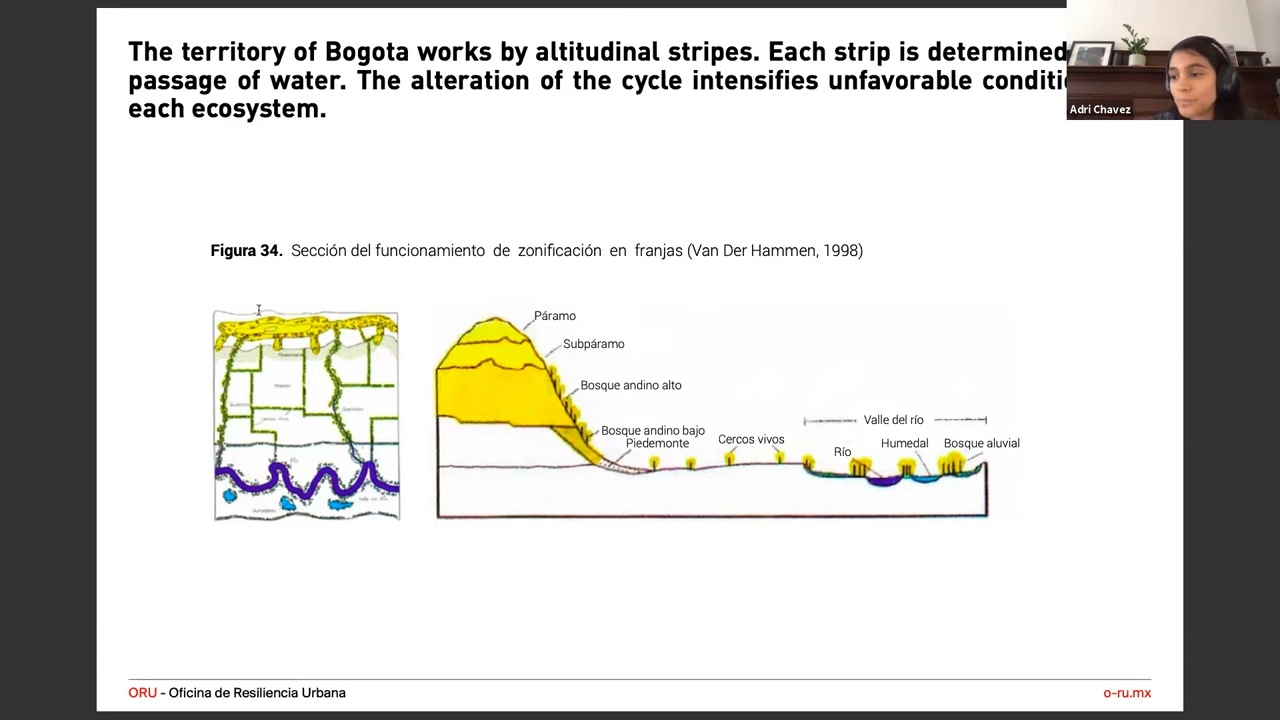 The territory of Bogota works by altitudinal stripes. Each strip is determined
passage of water. The alteration of the cycle intensifies unfavorable conditi
each ecosystem.
Adri Chavez
Figura 34. Sección del funcionamiento de zonificación en franjas (Van Der Hammen, 1998)
Páramo
Subpáramo
Bosque andino alto
Bosque andino bajo
Piedemonte
Cercos vivos
Valle del río
Río
Humedal
Bosque aluvial
ORU - Oficina de Resiliencia Urbana
o-ru.mx